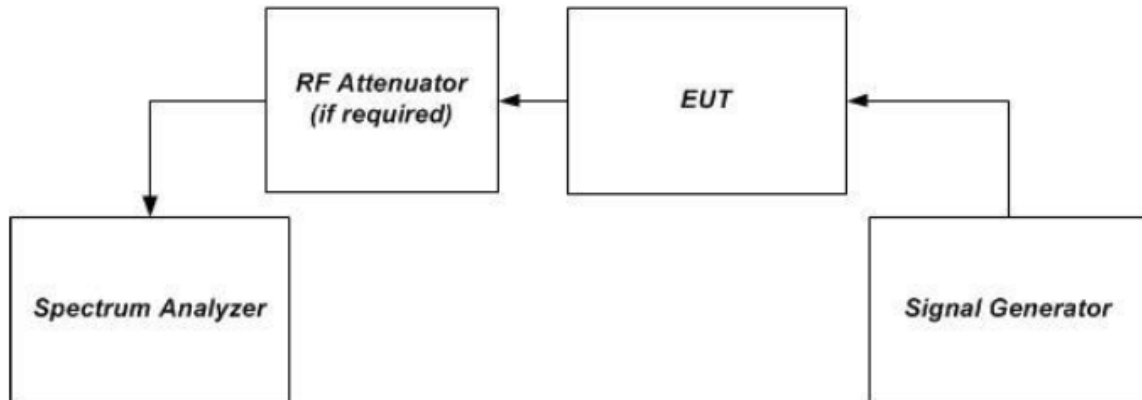 RF Attenuator
(if required)
EUT
Spectrum Analyzer
Signal Generator